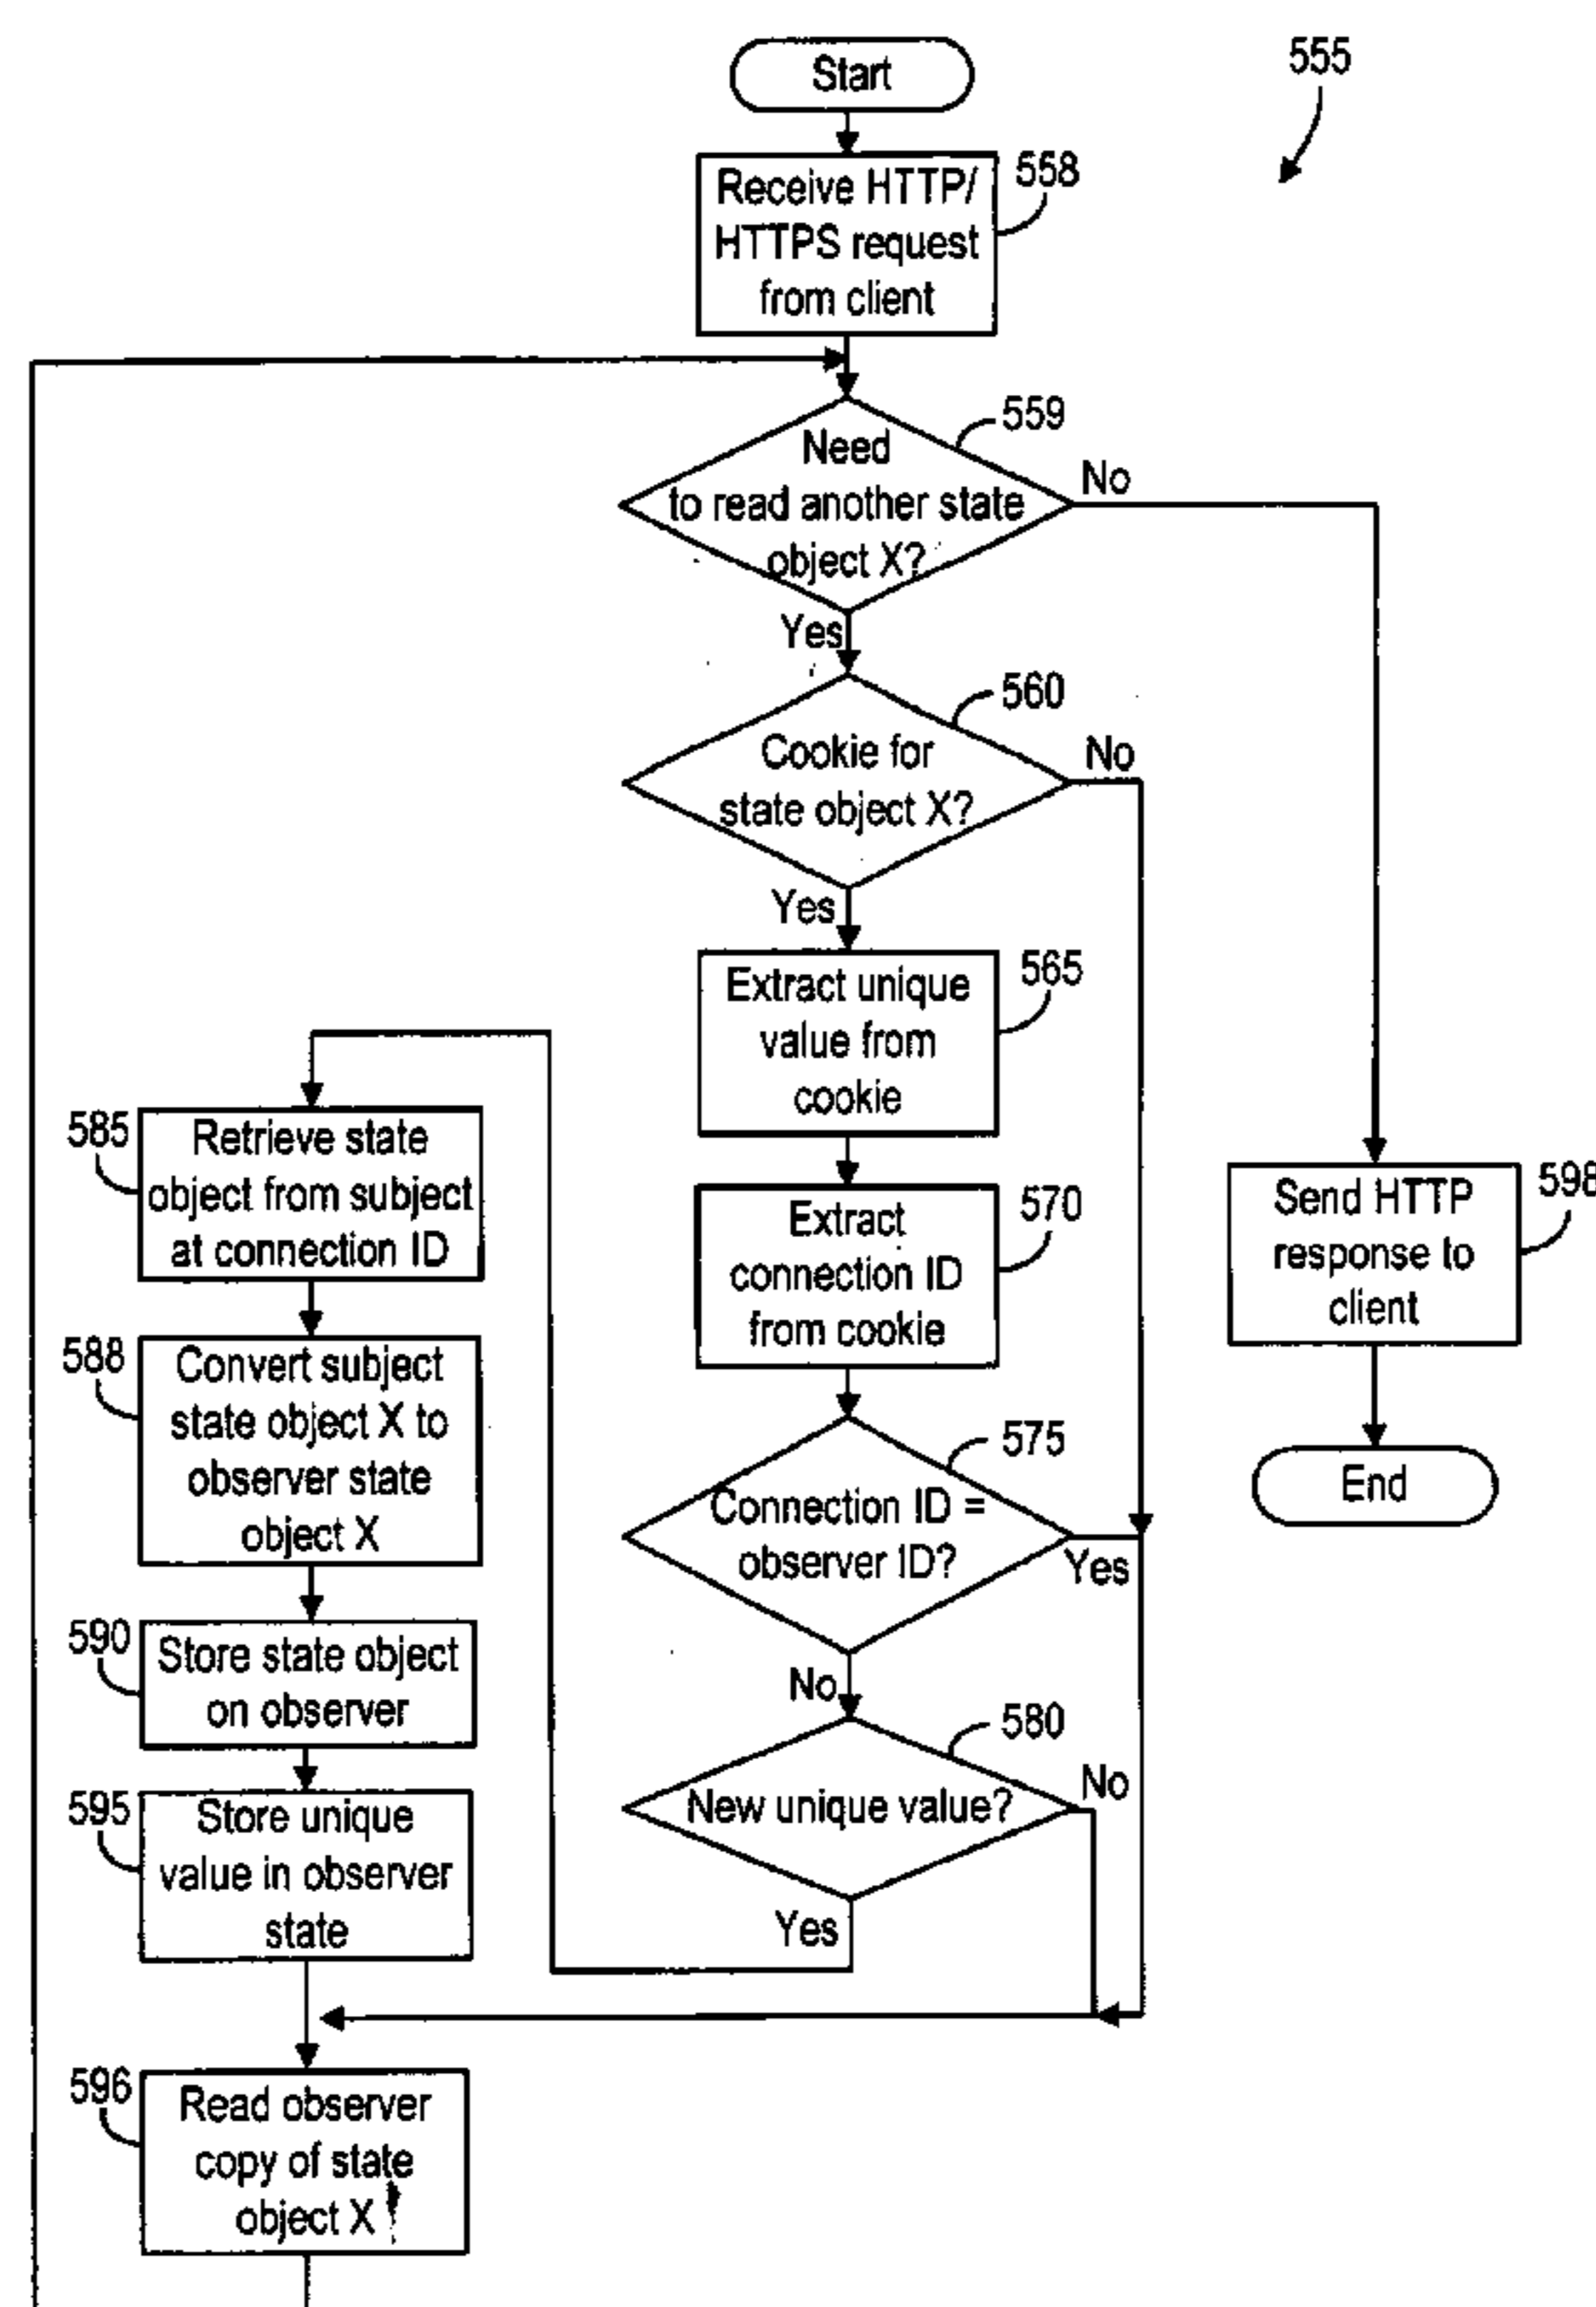 Start
555
Receive HTTP/
HTTPS request
from client
558
Need
to read another state
object X?
559
No
Yes
Cookie for
state object X?
560
No
Yes
Extract unique
value from
cookie
565
Extract
connection ID
from cookie
570
Connection ID =
observer ID?
575
Yes
No
New unique value?
580
No
Yes
585
Retrieve state
object from subject
at connection ID
588
Convert subject
state object X to
observer state
object X
590
Store state object
on observer
595
Store unique
value in observer
state
596
Read observer
copy of state
object X
Send HTTP
response to
client
598
End